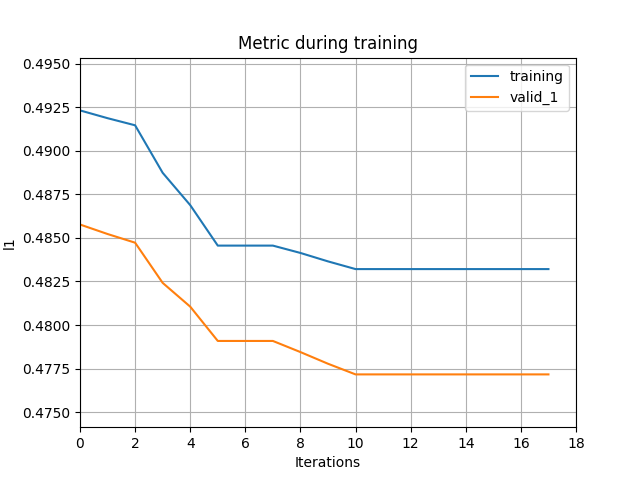 Metric during training
0.4950
0.4925
0.4900
0.4875
0.4850
0.4825
0.4800
0.4775
0.4750
l1
training
valid_1
0 2 4 6 8 10 12 14 16 18
Iterations